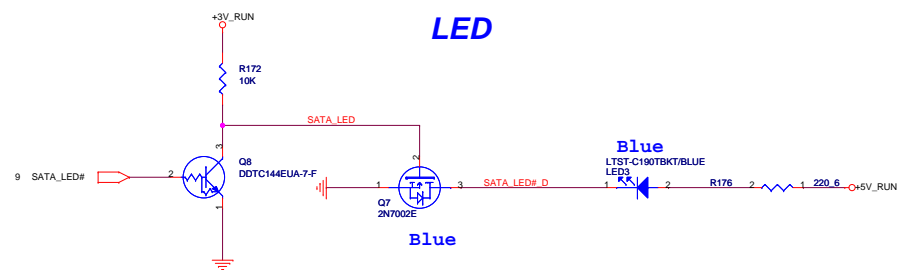 LED
+3V_RUN
R172
10K
SATA_LED
3
2
Blue
LTST-C190TBKT/BLUE
LED3
Q8
DDTC144EUA-7-F
9 SATA_LED#
2
1
3
SATA_LED#_D
1
2
R176
2
1
220_6
+5V_RUN
1
Q7
2N7002E
Blue